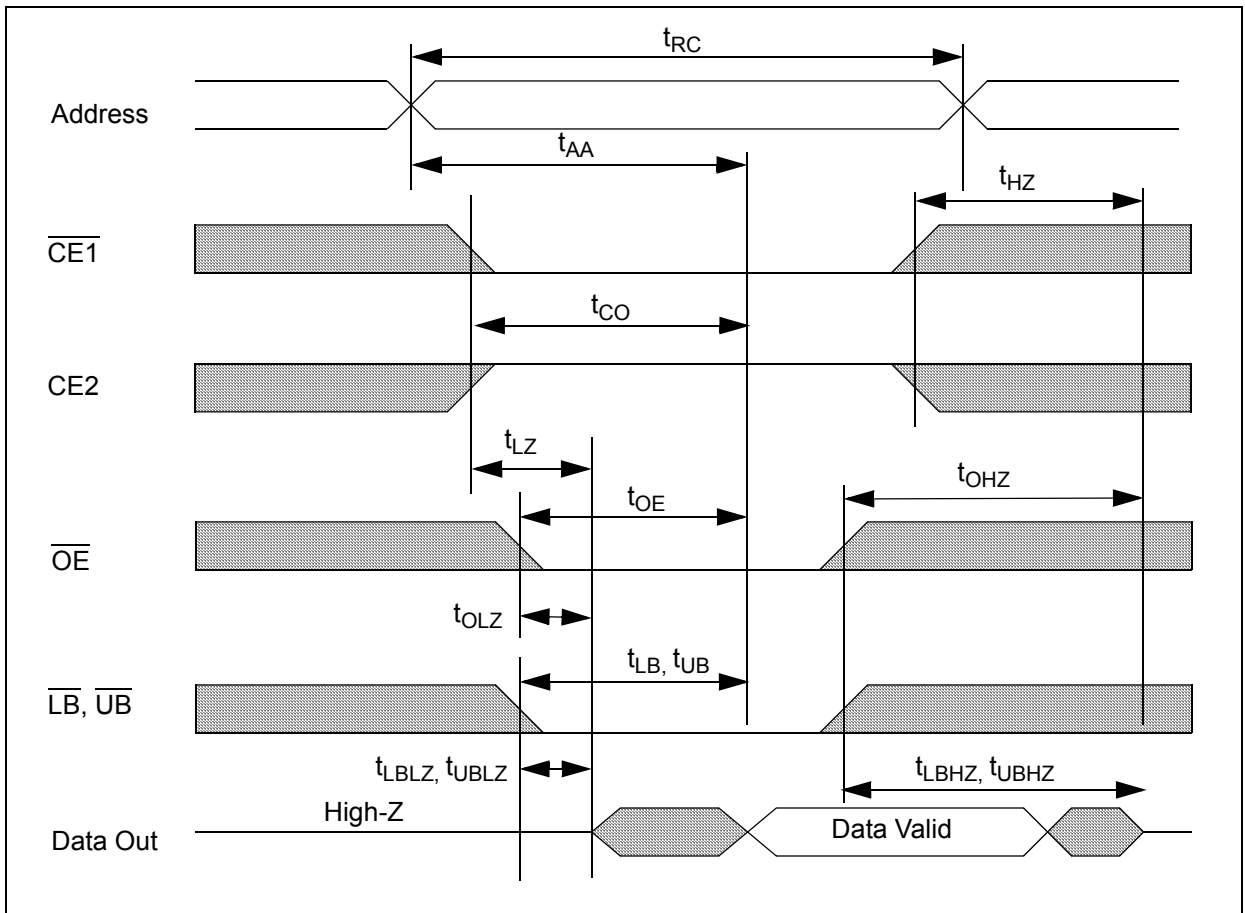 tRC
Address
tAA
tHZ
CE1
tCO
CE2
tLZ
tOHZ
tOE
OE
tOLZ
tLB, tUB
LB, UB
tLBLZ, tUBLZ
tLBHZ, tUBHZ
High-Z
Data Valid
Data Out